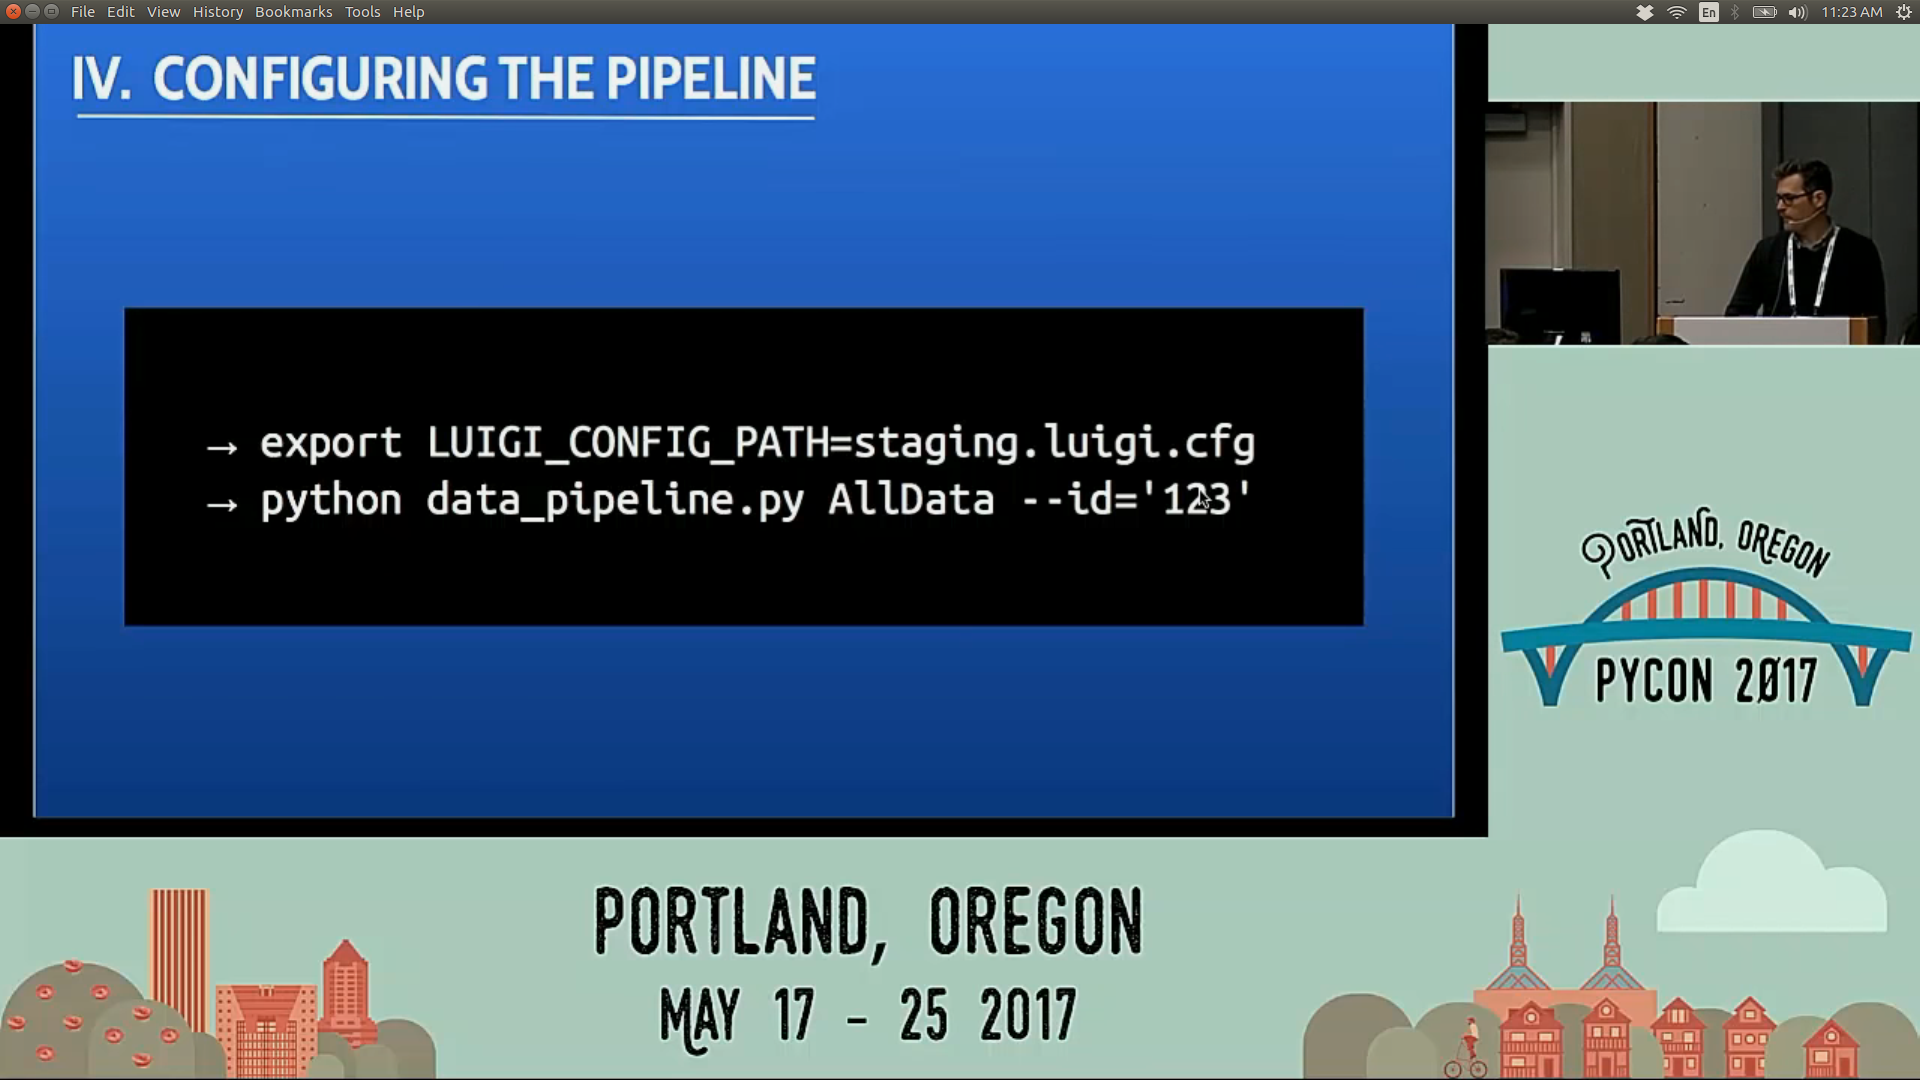 File Edit View History Bookmarks Tools Help
En
11:23 AM
IV. CONFIGURING THE PIPELINE
→ export LUIGI_CONFIG_PATH=staging.luigi.cfg
→ python data_pipeline.py AllData --id='123'
PORTLAND, OREGON
PYCON 2017
PORTLAND, OREGON
MAY 17 - 25 2017